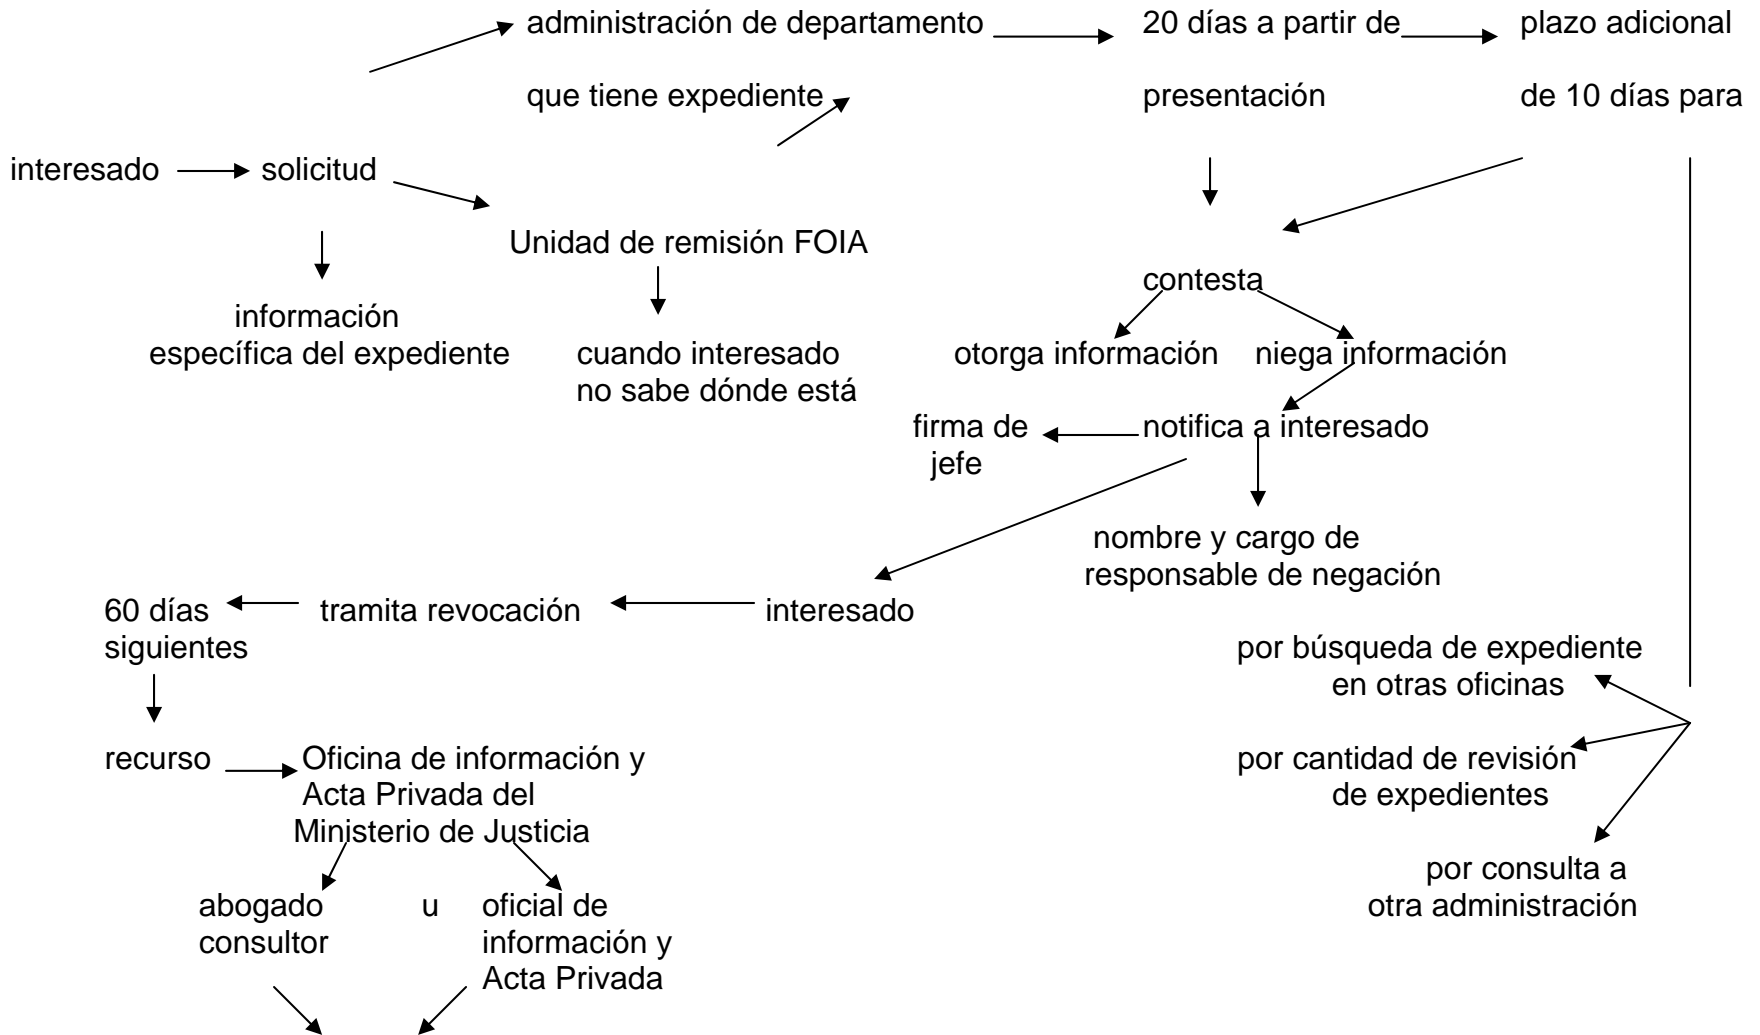 administración de departamento
que tiene expediente
20 días a partir de
presentación
plazo adicional
de 10 días para
interesado
solicitud
información
específica del expediente
Unidad de remisión FOIA
cuando interesado
no sabe dónde está
contesta
otorga información
niega información
firma de
jefe
notifica a interesado
nombre y cargo de
responsable de negación
interesado
tramita revocación
60 días
siguientes
por búsqueda de expediente
en otras oficinas
por cantidad de revisión
de expedientes
por consulta a
otra administración
recurso
Oficina de información y
Acta Privada del
Ministerio de Justicia
abogado
consultor
u
oficial de
información y
Acta Privada